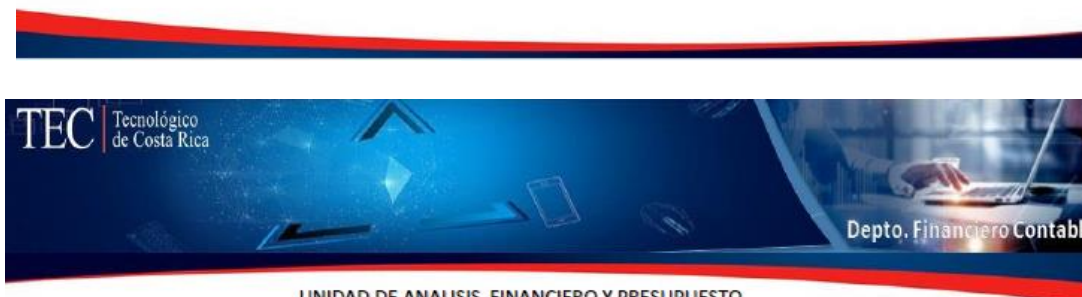 TEC Tecnológico
de Costa Rica
Depto. Financiero Contabl
UNIDAD DE ANALISIS FINANCIERO Y PRESUPUESTO